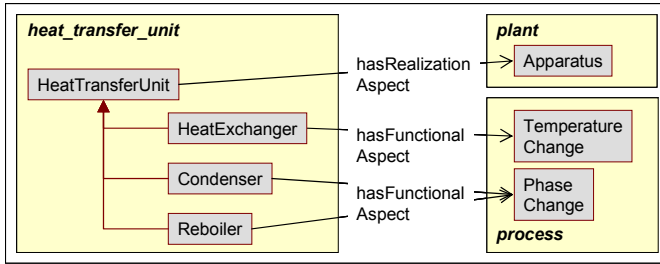 heat_transfer_unit
HeatTransferUnit
HeatExchanger
Condenser
Reboiler
hasRealization
Aspect
hasFunctional
Aspect
hasFunctional
Aspect
plant
Apparatus
Temperature
Change
Phase
Change
process